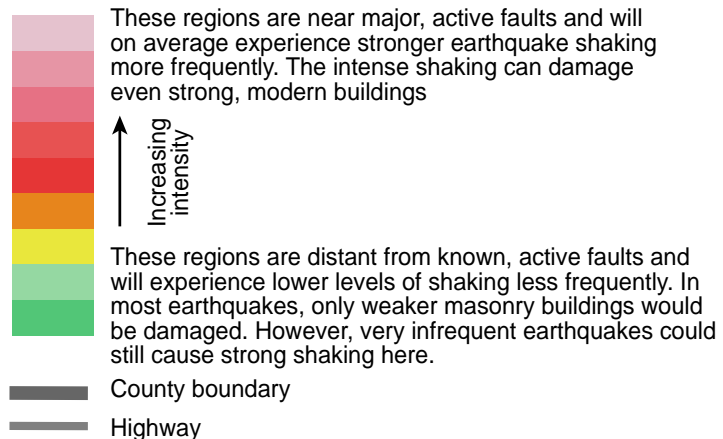 These regions are near major, active faults and will
on average experience stronger earthquake shaking
more frequently. The intense shaking can damage
even strong, modern buildings
Increasing
intensity
These regions are distant from known, active faults and
will experience lower levels of shaking less frequently. In
most earthquakes, only weaker masonry buildings would
be damaged. However, very infrequent earthquakes could
still cause strong shaking here.
County boundary
Highway